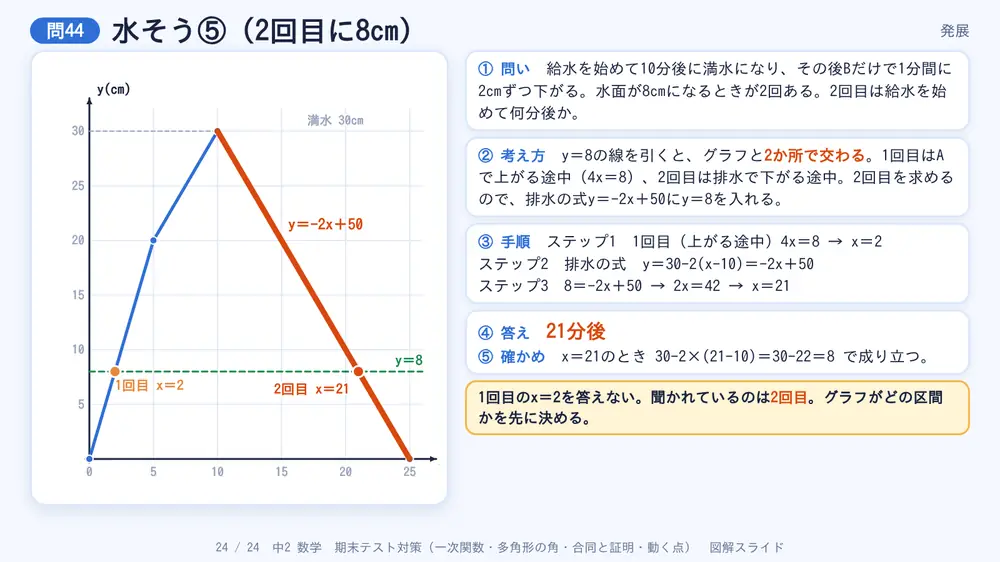 問44 水そう⑤（2回目に8cm）
発展
y(cm)
満水 30cm
30
25
20
15
10
5
0 5 10 15 20 25
y＝-2x＋50
y＝8
1回目 x＝2
2回目 x＝21
① 問い　給水を始めて10分後に満水になり、その後Bだけで1分間に
2cmずつ下がる。水面が8cmになるときが2回ある。2回目は給水を始
めて何分後か。
② 考え方　y＝8の線を引くと、グラフと2か所で交わる。1回目はA
で上がる途中（4x＝8）、2回目は排水で下がる途中。2回目を求める
ので、排水の式y＝-2x＋50にy＝8を入れる。
③ 手順　ステップ1　1回目（上がる途中）4x＝8 → x＝2
ステップ2　排水の式　y＝30-2(x-10)＝-2x＋50
ステップ3　8＝-2x＋50 → 2x＝42 → x＝21
④ 答え　21分後
⑤ 確かめ　x＝21のとき 30-2×(21-10)＝30-22＝8 で成り立つ。
1回目のx＝2を答えない。聞かれているのは2回目。グラフがどの区間
かを先に決める。
24 / 24　中2 数学　期末テスト対策（一次関数・多角形の角・合同と証明・動く点）　図解スライド